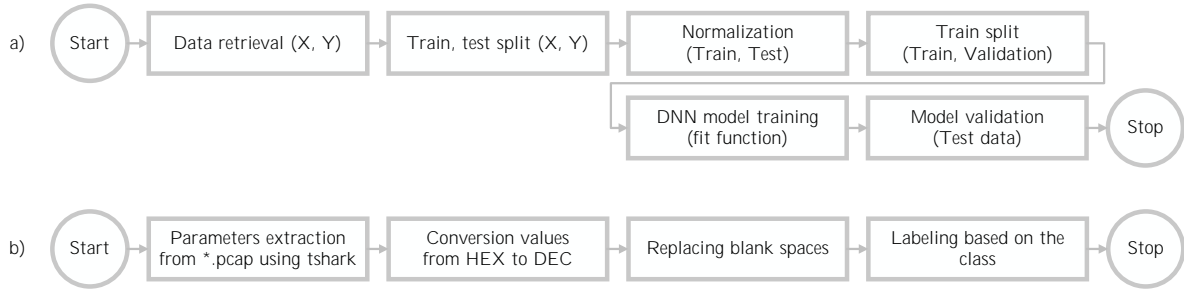 a)
Start
Data retrieval (X, Y)
Train, test split (X, Y)
Normalization
(Train, Test)
Train split
(Train, Validation)
DNN model training
(fit function)
Model validation
(Test data)
Stop
b)
Start
Parameters extraction
from *.pcap using tshark
Conversion values
from HEX to DEC
Replacing blank spaces
Labeling based on the
class
Stop